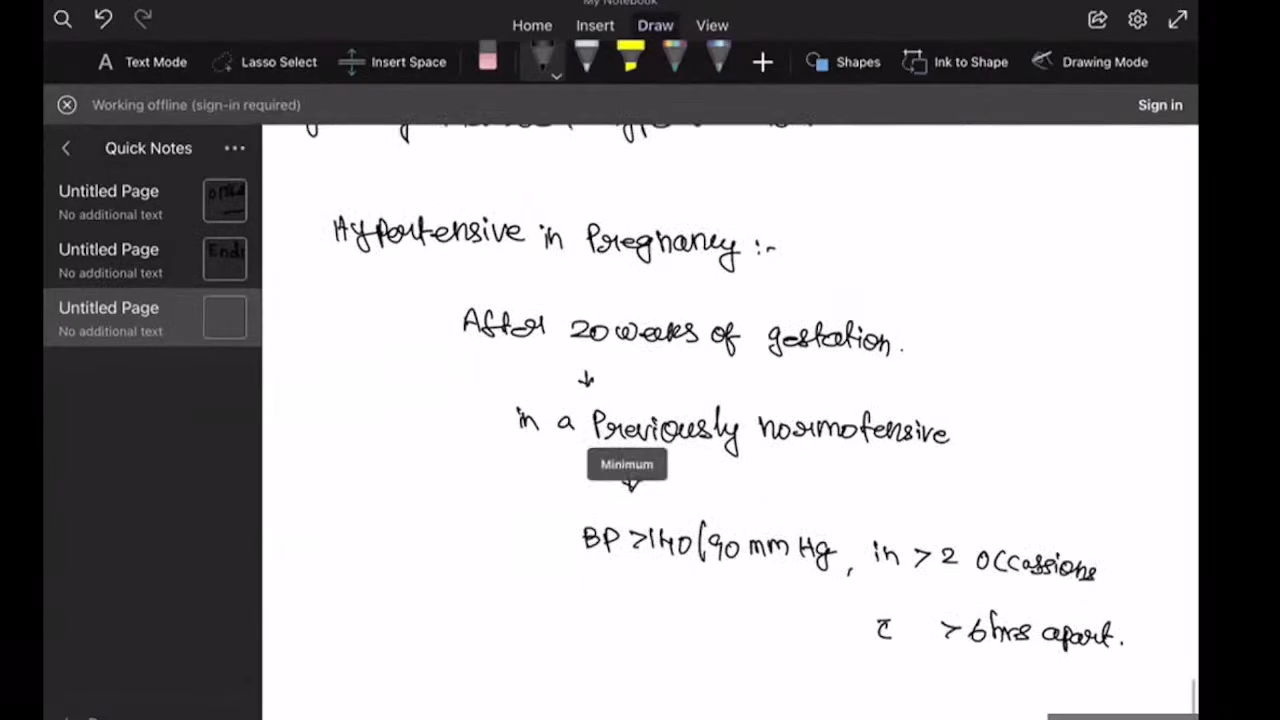 My Notebook
Home Insert Draw View
Text Mode Lasso Select Insert Space Shapes Ink to Shape Drawing Mode
Working offline (sign-in required) Sign in
Quick Notes
Untitled Page
No additional text
Untitled Page
No additional text
Untitled Page
No additional text
Hypertensive in Pregnancy :-
After 20 weeks of gestation.
↓
in a Previously normotensive
Minimum
↓
BP >140/90 mm Hg, in > 2 occassions
c̄ > 6 hrs apart.